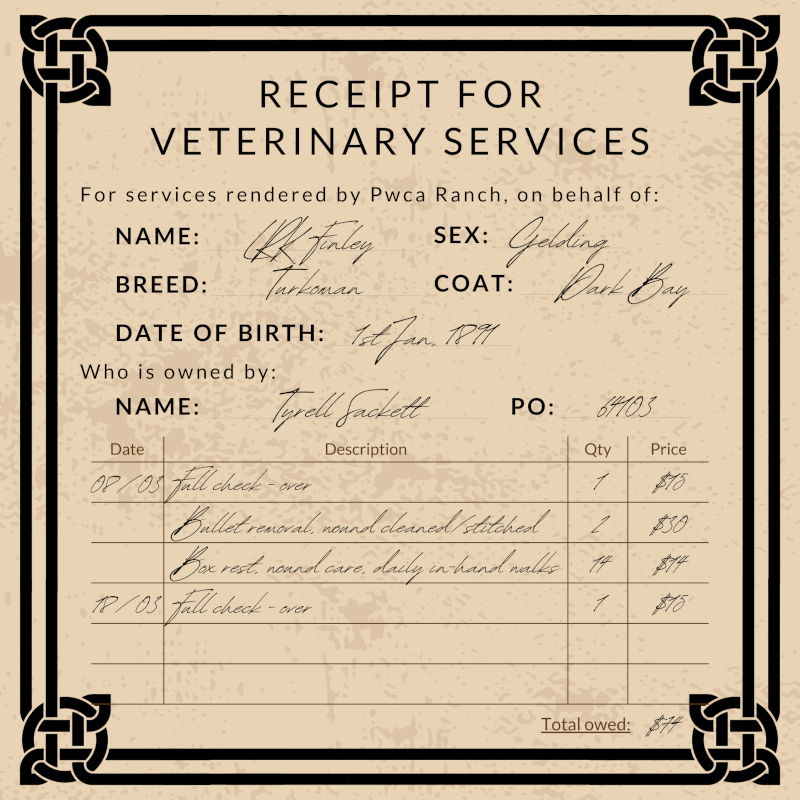 RECEIPT FOR
VETERINARY SERVICES
For services rendered by Pwca Ranch, on behalf of:
NAME: Finley SEX: Gelding
BREED: Turkoman COAT: Dark Bay
DATE OF BIRTH: 1st Jan, 1891
Who is owned by:
NAME: Tyrell Sackett PO: 64103
Date Description Qty Price
08/03 Full check-over 1 $15
Bullet removal, wound cleaned/stitched 2 $30
Box rest, wound care, daily in-hand walks 14 $14
18/03 Full check-over 1 $15
Total owed: $74